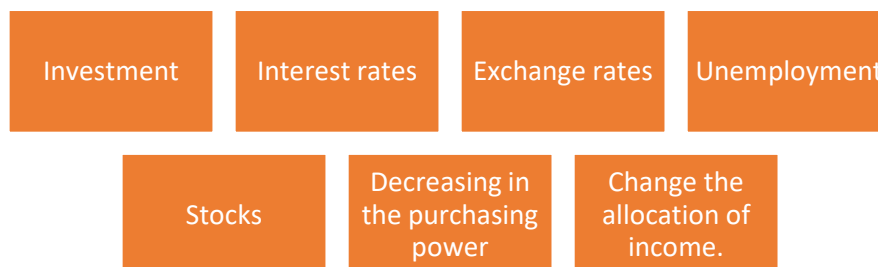 Investment
Interest rates
Exchange rates
Unemployment
Stocks
Decreasing in
the purchasing
power
Change the
allocation of
income.